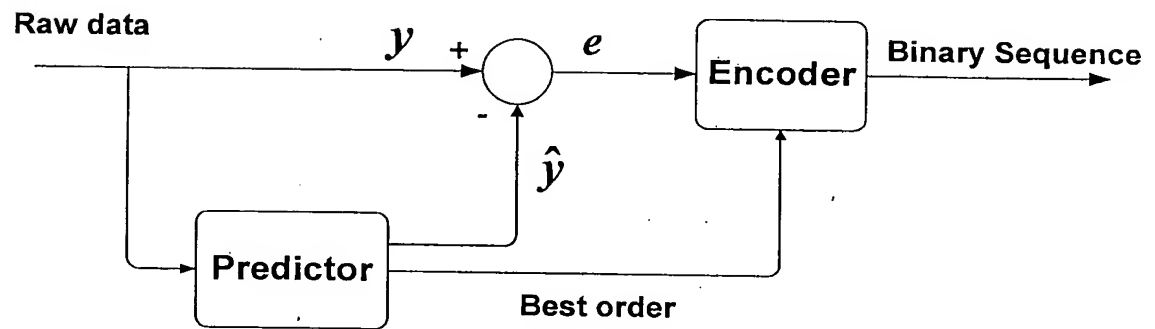 Raw data
y + e
Encoder
Binary Sequence
-
ŷ
Predictor
Best order